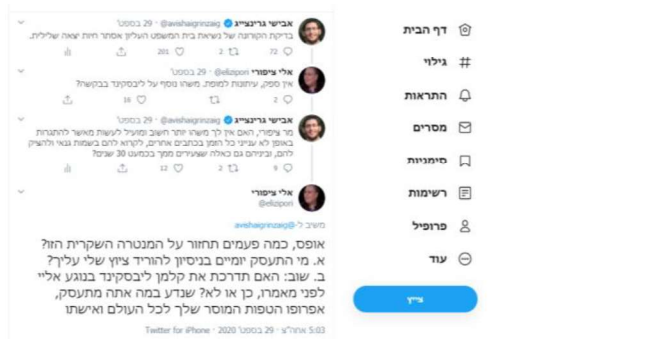 דף הבית
גילוי
התראות
מסרים
סימניות
רשימות
פרופיל
עוד
ציוץ
אבישי גרינצייג @avishaigrinzaig · 29 בספט'
בדיקת הקורונה של נשיאת בית המשפט העליון אסתר חיות יצאה שלילית.
72 2 201
אלי ציפורי @elizipori · 29 בספט'
אין ספק, עיתונות למופת. משהו נוסף על ליבסקינד בבקשה?
2 16
אבישי גרינצייג @avishaigrinzaig · 29 בספט'
מר ציפורי, האם אין לך משהו יותר חשוב ומועיל לעשות מאשר להתגרות
באופן לא ענייני כל הזמן בכתבים אחרים, לקרוא להם בשמות גנאי ולהציק
להם, וביניהם גם כאלה שצעירים ממך בכמעט 30 שנים?
9 2 12
אלי ציפורי
@elizipori
משיב ל-@avishaigrinzaig
אופס, כמה פעמים תחזור על המנטרה השקרית הזו?
א. מי התעסק יומיים בניסיון להוריד ציוץ שלי עליך?
ב. שוב: האם תדרכת את קלמן ליבסקינד בנוגע אליי
לפני מאמרו, כן או לא? שנדע במה אתה מתעסק,
אפרופו הטפות המוסר שלך לכל העולם ואישתו
5:03 אחה"צ · 29 בספט' 2020 · Twitter for iPhone